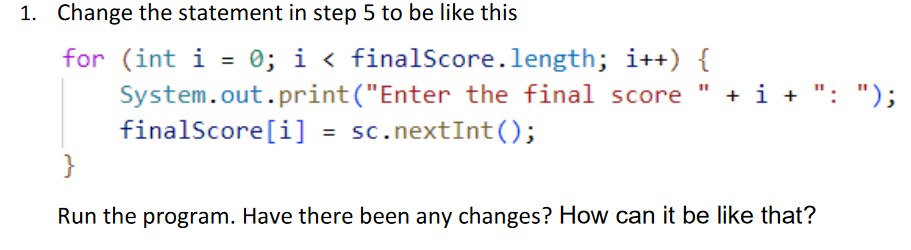 1. Change the statement in step 5 to be like this
for (int i = 0; i < finalScore.length; i++) {
System.out.print("Enter the final score " + i + ": ");
finalScore[i] = sc.nextInt();
}
Run the program. Have there been any changes? How can it be like that?